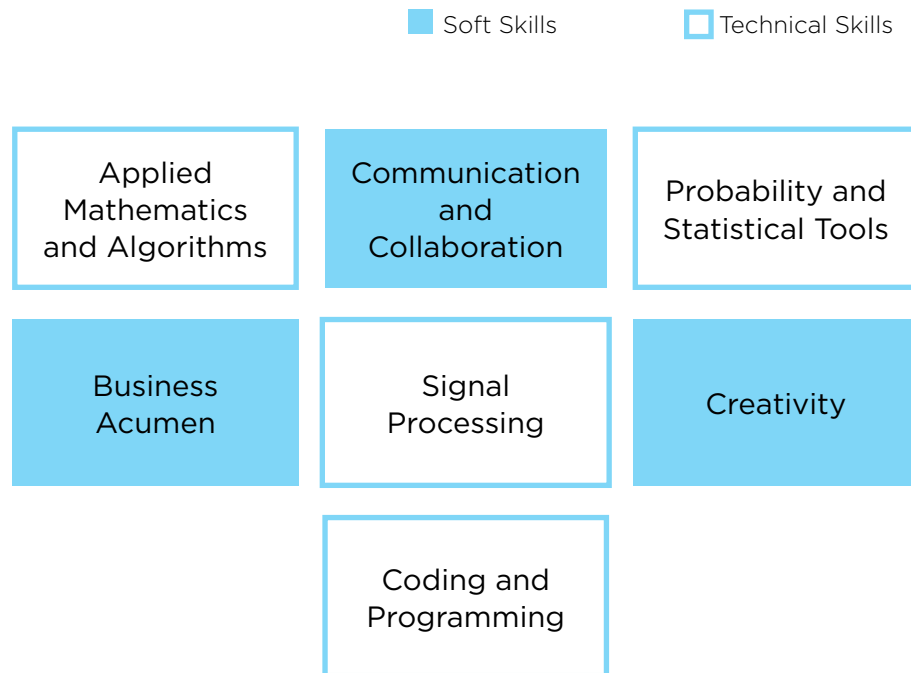 Soft Skills
Technical Skills
Applied
Mathematics
and Algorithms
Communication
and
Collaboration
Probability and
Statistical Tools
Business
Acumen
Signal
Processing
Creativity
Coding and
Programming